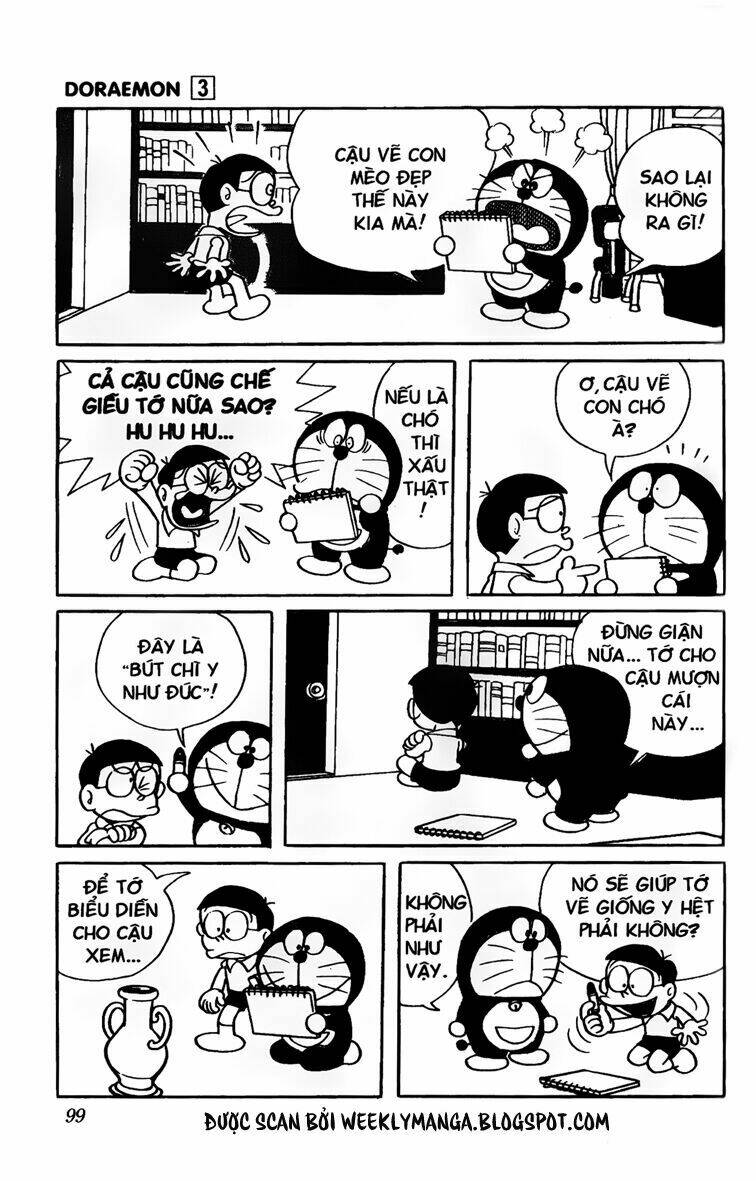 DORAEMON 3
SAO LẠI
KHÔNG
RA GÌ!
CẬU VẼ CON
MÈO ĐẸP
THẾ NÀY
KIA MÀ!
Ơ, CẬU VẼ
CON CHÓ
À?
NẾU LÀ
CHÓ
THÌ
XẤU
THẬT
!
CẢ CẬU CŨNG CHẾ
GIỄU TỚ NỮA SAO?
HU HU HU...
ĐỪNG GIẬN
NỮA... TỚ CHO
CẬU MƯỢN
CÁI
NÀY...
ĐÂY LÀ
"BÚT CHÌ Y
NHƯ ĐÚC"!
NÓ SẼ GIÚP TỚ
VẼ GIỐNG Y HỆT
PHẢI KHÔNG?
KHÔNG
PHẢI
NHƯ
VẬY.
ĐỂ TỚ
BIỂU DIỄN
CHO CẬU
XEM...
99
ĐƯỢC SCAN BỞI WEEKLYMANGA.BLOGSPOT.COM